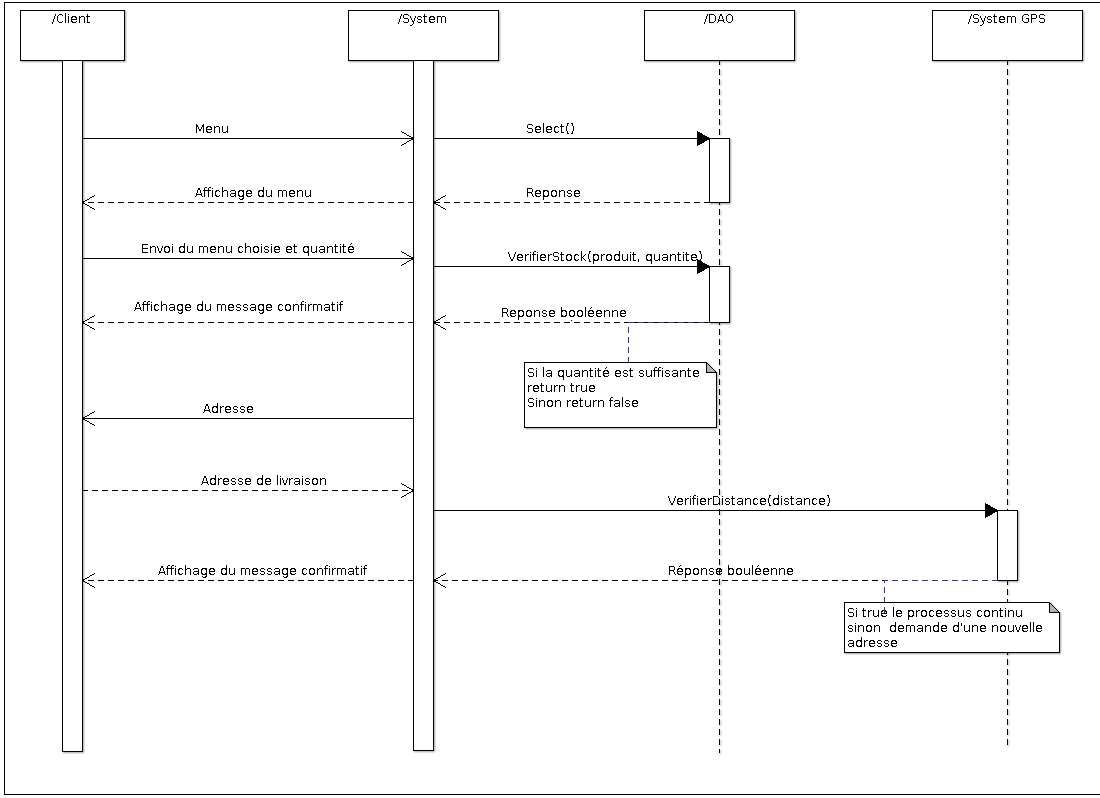 /Client
/System
/DAO
/System GPS
Menu
Select()
Affichage du menu
Reponse
Envoi du menu choisie et quantité
VerifierStock(produit, quantite)
Affichage du message confirmatif
Reponse booléenne
Si la quantité est suffisante
return true
Sinon return false
Adresse
Adresse de livraison
VerifierDistance(distance)
Affichage du message confirmatif
Réponse bouléenne
Si true le processus continu
sinon  demande d'une nouvelle
adresse